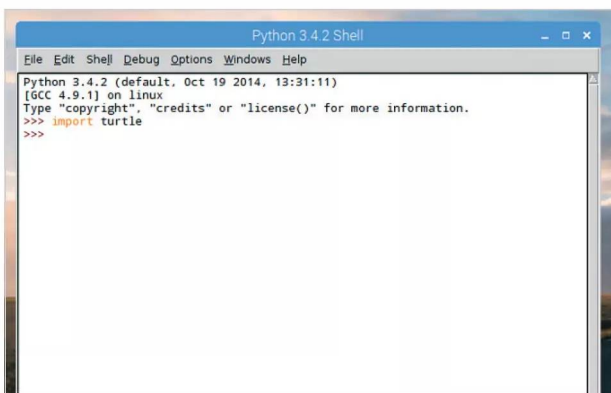 Python 3.4.2 Shell
File Edit Shell Debug Options Windows Help
Python 3.4.2 (default, Oct 19 2014, 13:31:11)
[GCC 4.9.1] on linux
Type "copyright", "credits" or "license()" for more information.
>>> import turtle
>>>